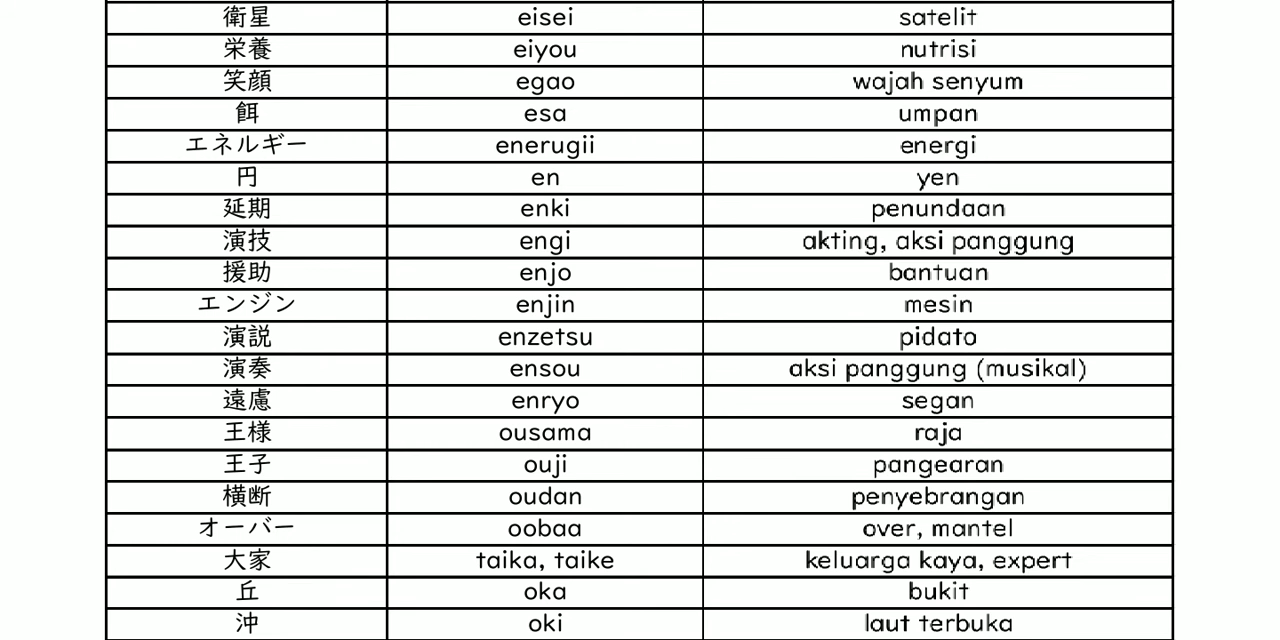 衛星 eisei satelit
栄養 eiyou nutrisi
笑顔 egao wajah senyum
餌 esa umpan
エネルギー enerugii energi
円 en yen
延期 enki penundaan
演技 engi akting, aksi panggung
援助 enjo bantuan
エンジン enjin mesin
演説 enzetsu pidato
演奏 ensou aksi panggung (musikal)
遠慮 enryo segan
王様 ousama raja
王子 ouji pangearan
横断 oudan penyebrangan
オーバー oobaa over, mantel
大家 taika, taike keluarga kaya, expert
丘 oka bukit
沖 oki laut terbuka